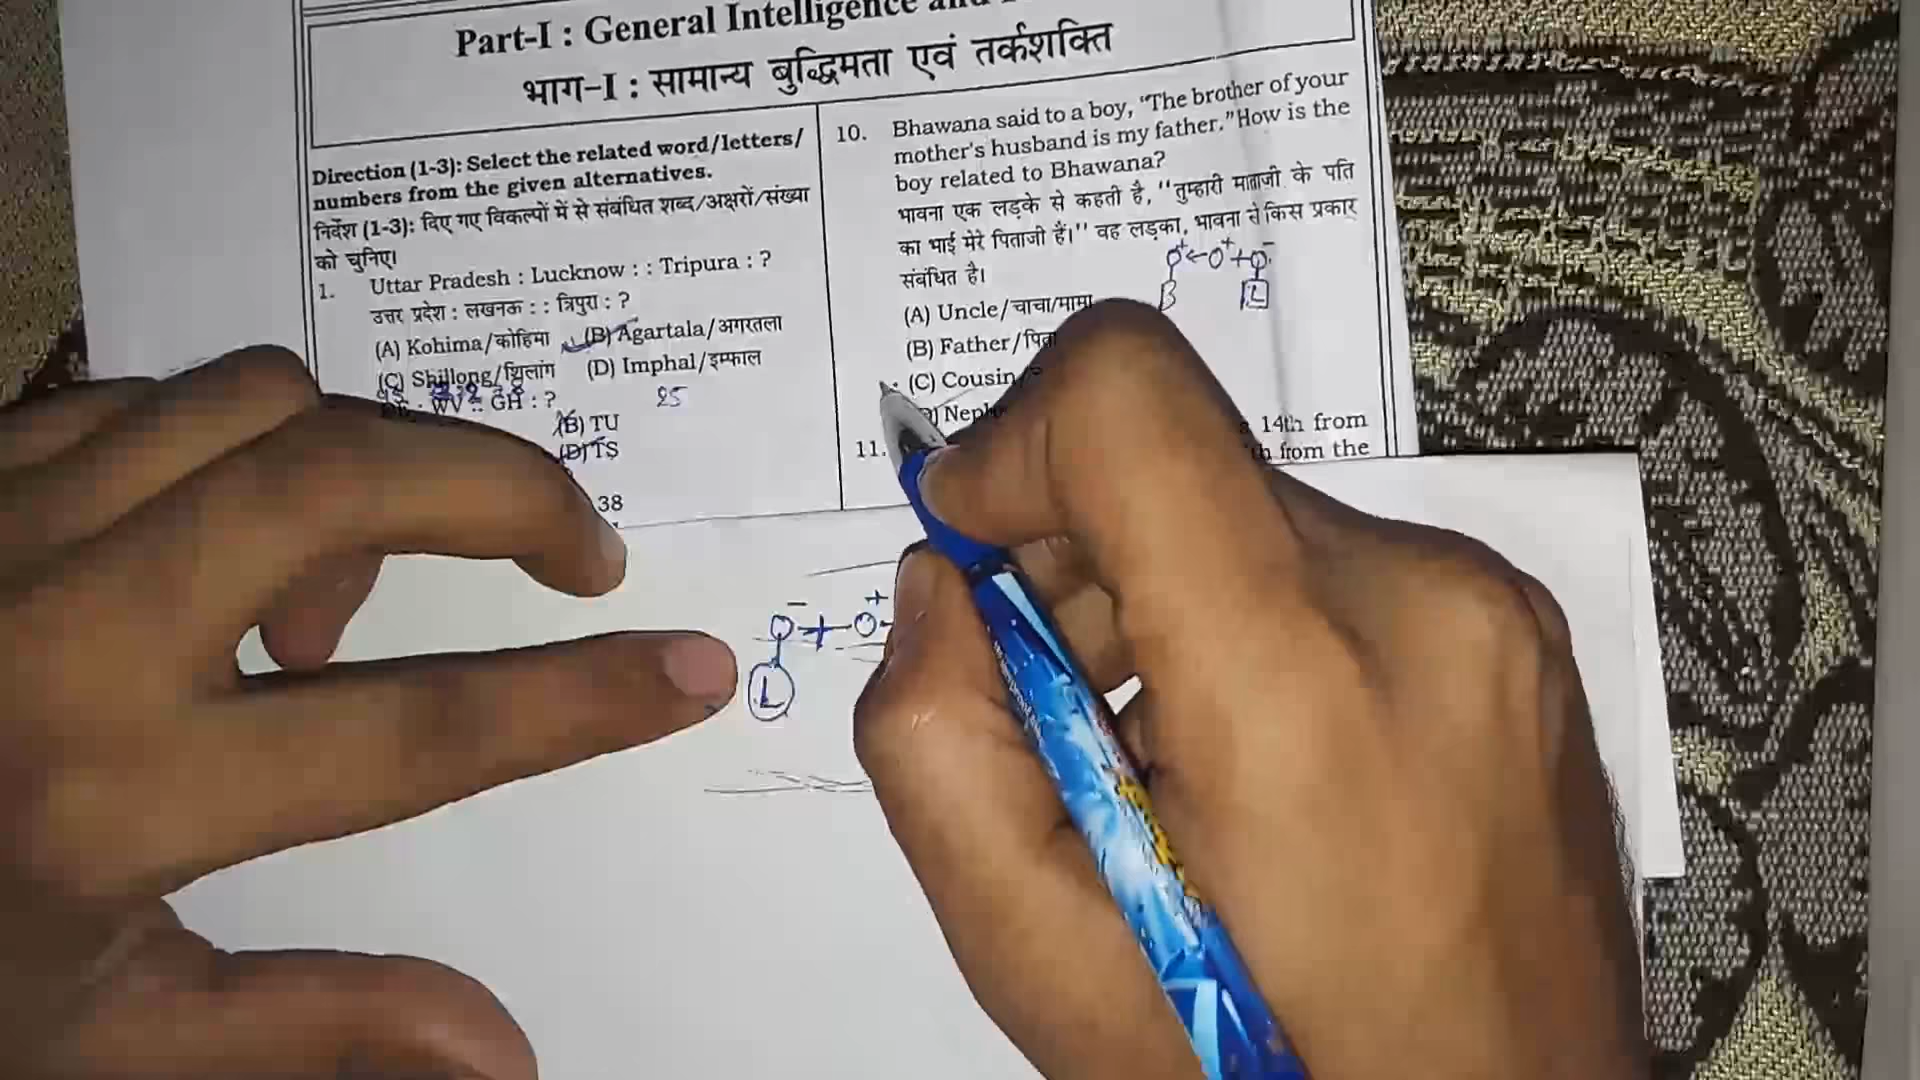 Part-I : General Intelligence and
भाग-I : सामान्य बुद्धिमता एवं तर्कशक्ति
Direction (1-3): Select the related word/letters/
numbers from the given alternatives.
निर्देश (1-3): दिए गए विकल्पों में से संबंधित शब्द/अक्षरों/संख्या
को चुनिए।
1. Uttar Pradesh : Lucknow : : Tripura : ?
उत्तर प्रदेश : लखनऊ : : त्रिपुरा : ?
(A) Kohima/कोहिमा (B) Agartala/अगरतला
(C) Shillong/शिलांग (D) Imphal/इम्फाल
WV :: GH : ? 25
(B) TU
(D) TS
38
10. Bhawana said to a boy, "The brother of your
mother's husband is my father." How is the
boy related to Bhawana?
भावना एक लड़के से कहती है, "तुम्हारी माताजी के पति
का भाई मेरे पिताजी हैं।" वह लड़का, भावना से किस प्रकार
संबंधित है।
(A) Uncle/चाचा/मामा
B L
(B) Father/पिता
(C) Cousin/
11. 14th from
from the
L